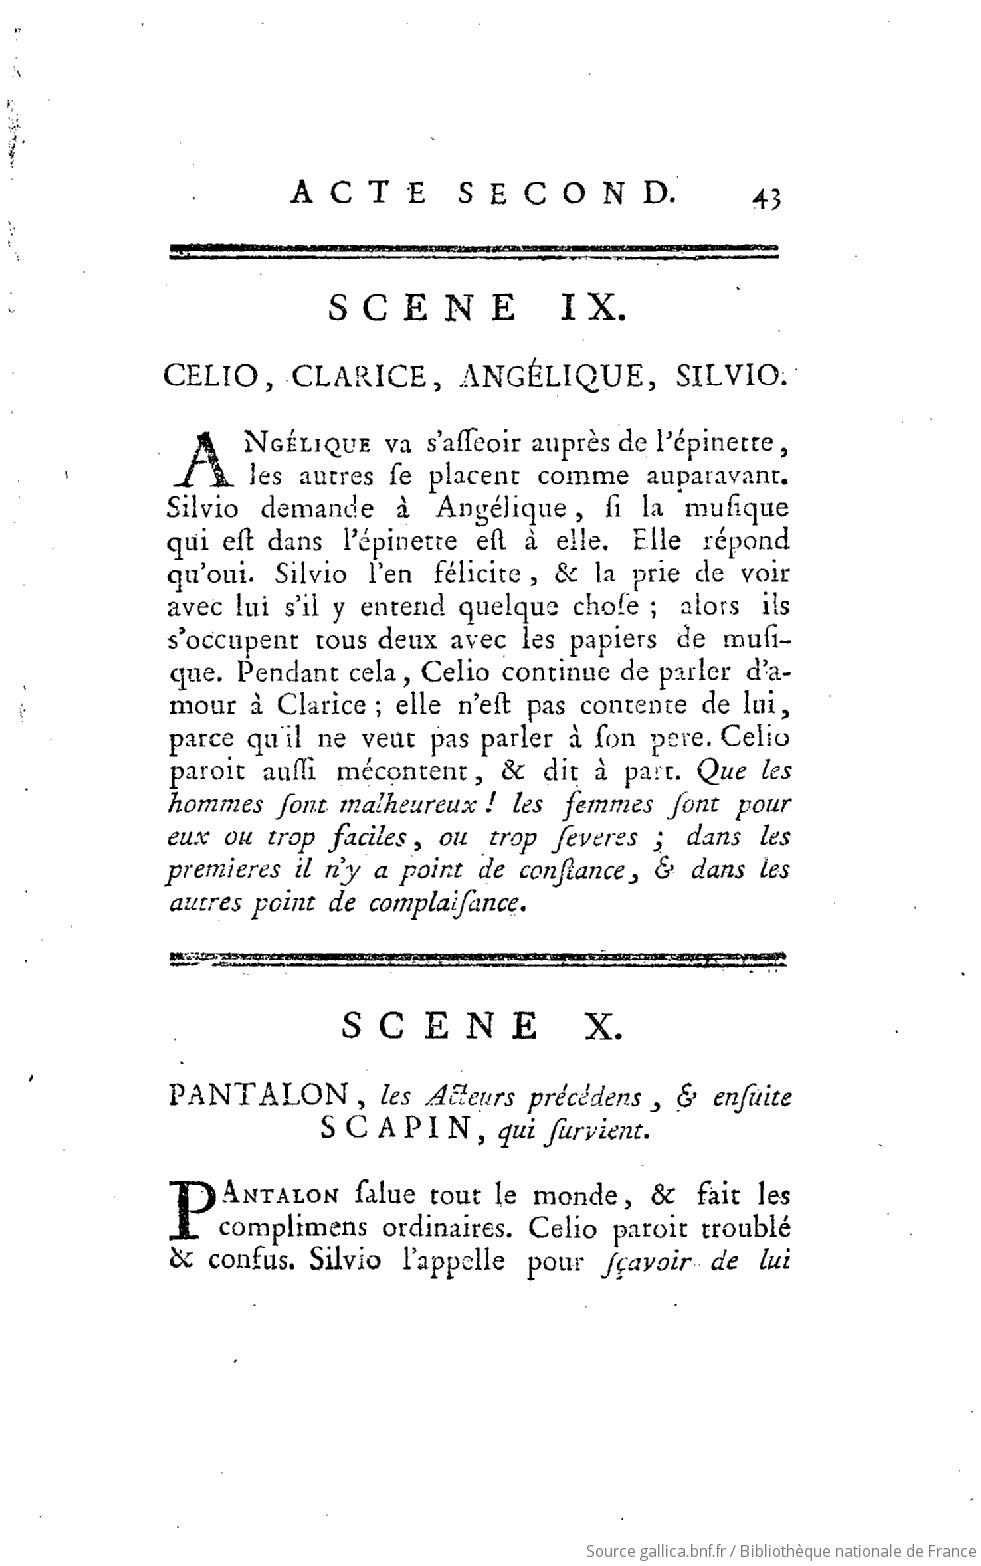 ACTE SECOND. 43
SCENE IX.
CELIO, CLARICE, ANGÉLIQUE, SILVIO.
ANGÉLIQUE va s'aſſeoir auprès de l'épinette,
les autres ſe placent comme auparavant.
Silvio demande à Angélique, ſi la muſique
qui eſt dans l'épinette eſt à elle. Elle répond
qu'oui. Silvio l'en félicite, & la prie de voir
avec lui s'il y entend quelque choſe ; alors ils
s'occupent tous deux avec les papiers de muſi-
que. Pendant cela, Celio continue de parler d'a-
mour à Clarice ; elle n'eſt pas contente de lui,
parce qu'il ne veut pas parler à ſon pere. Celio
paroit auſſi mécontent, & dit à part. Que les
hommes ſont malheureux ! les femmes ſont pour
eux ou trop faciles, ou trop ſeveres ; dans les
premieres il n'y a point de conſtance, & dans les
autres point de complaiſance.
SCENE X.
PANTALON, les Acteurs précédens, & enſuite
SCAPIN, qui ſurvient.
PANTALON ſalue tout le monde, & fait les
complimens ordinaires. Celio paroit troublé
& confus. Silvio l'appelle pour ſçavoir de lui
Source gallica.bnf.fr / Bibliothèque nationale de France